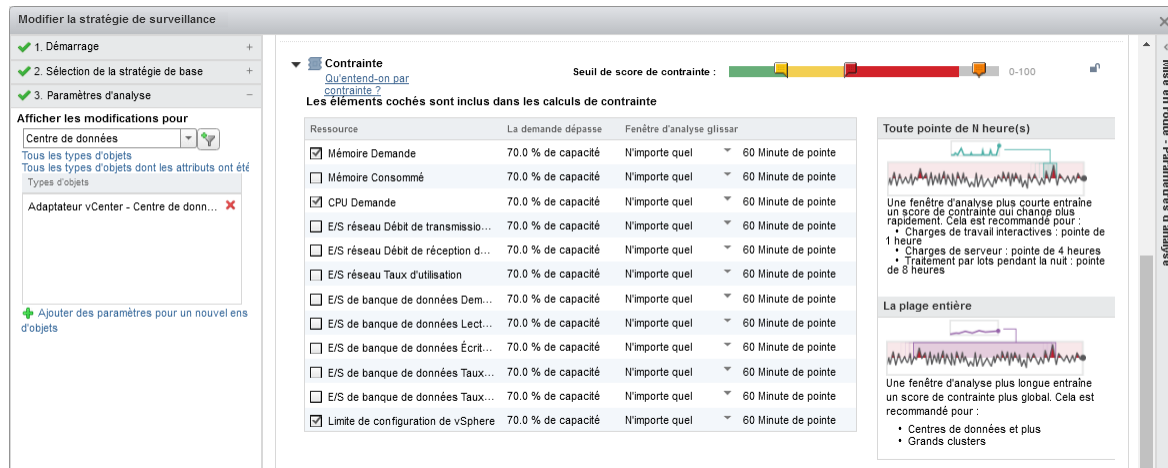 Modifier la stratégie de surveillance
1. Démarrage
2. Sélection de la stratégie de base
3. Paramètres d'analyse
Afficher les modifications pour
Centre de données
Tous les types d'objets
Tous les types d'objets dont les attributs ont été
Types d'objets
Adaptateur vCenter - Centre de donn...
Ajouter des paramètres pour un nouvel ens
d'objets
Contrainte
Qu'entend-on par
contrainte ?
Seuil de score de contrainte :
0-100
Les éléments cochés sont inclus dans les calculs de contrainte
Ressource La demande dépasse Fenêtre d'analyse glissar
Mémoire Demande 70.0 % de capacité N'importe quel 60 Minute de pointe
Mémoire Consommé 70.0 % de capacité N'importe quel 60 Minute de pointe
CPU Demande 70.0 % de capacité N'importe quel 60 Minute de pointe
E/S réseau Débit de transmissio... 70.0 % de capacité N'importe quel 60 Minute de pointe
E/S réseau Débit de réception d... 70.0 % de capacité N'importe quel 60 Minute de pointe
E/S réseau Taux d'utilisation 70.0 % de capacité N'importe quel 60 Minute de pointe
E/S de banque de données Dem... 70.0 % de capacité N'importe quel 60 Minute de pointe
E/S de banque de données Lect... 70.0 % de capacité N'importe quel 60 Minute de pointe
E/S de banque de données Écrit... 70.0 % de capacité N'importe quel 60 Minute de pointe
E/S de banque de données Taux... 70.0 % de capacité N'importe quel 60 Minute de pointe
E/S de banque de données Taux... 70.0 % de capacité N'importe quel 60 Minute de pointe
Limite de configuration de vSphere 70.0 % de capacité N'importe quel 60 Minute de pointe
Toute pointe de N heure(s)
Une fenêtre d'analyse plus courte entraîne
un score de contrainte qui change plus
rapidement. Cela est recommandé pour :
• Charges de travail interactives : pointe de
1 heure
• Charges de serveur : pointe de 4 heures
• Traitement par lots pendant la nuit : pointe
de 8 heures
La plage entière
Une fenêtre d'analyse plus longue entraîne
un score de contrainte plus global. Cela est
recommandé pour :
• Centres de données et plus
• Grands clusters
Mise en route - Paramètres d'analyse